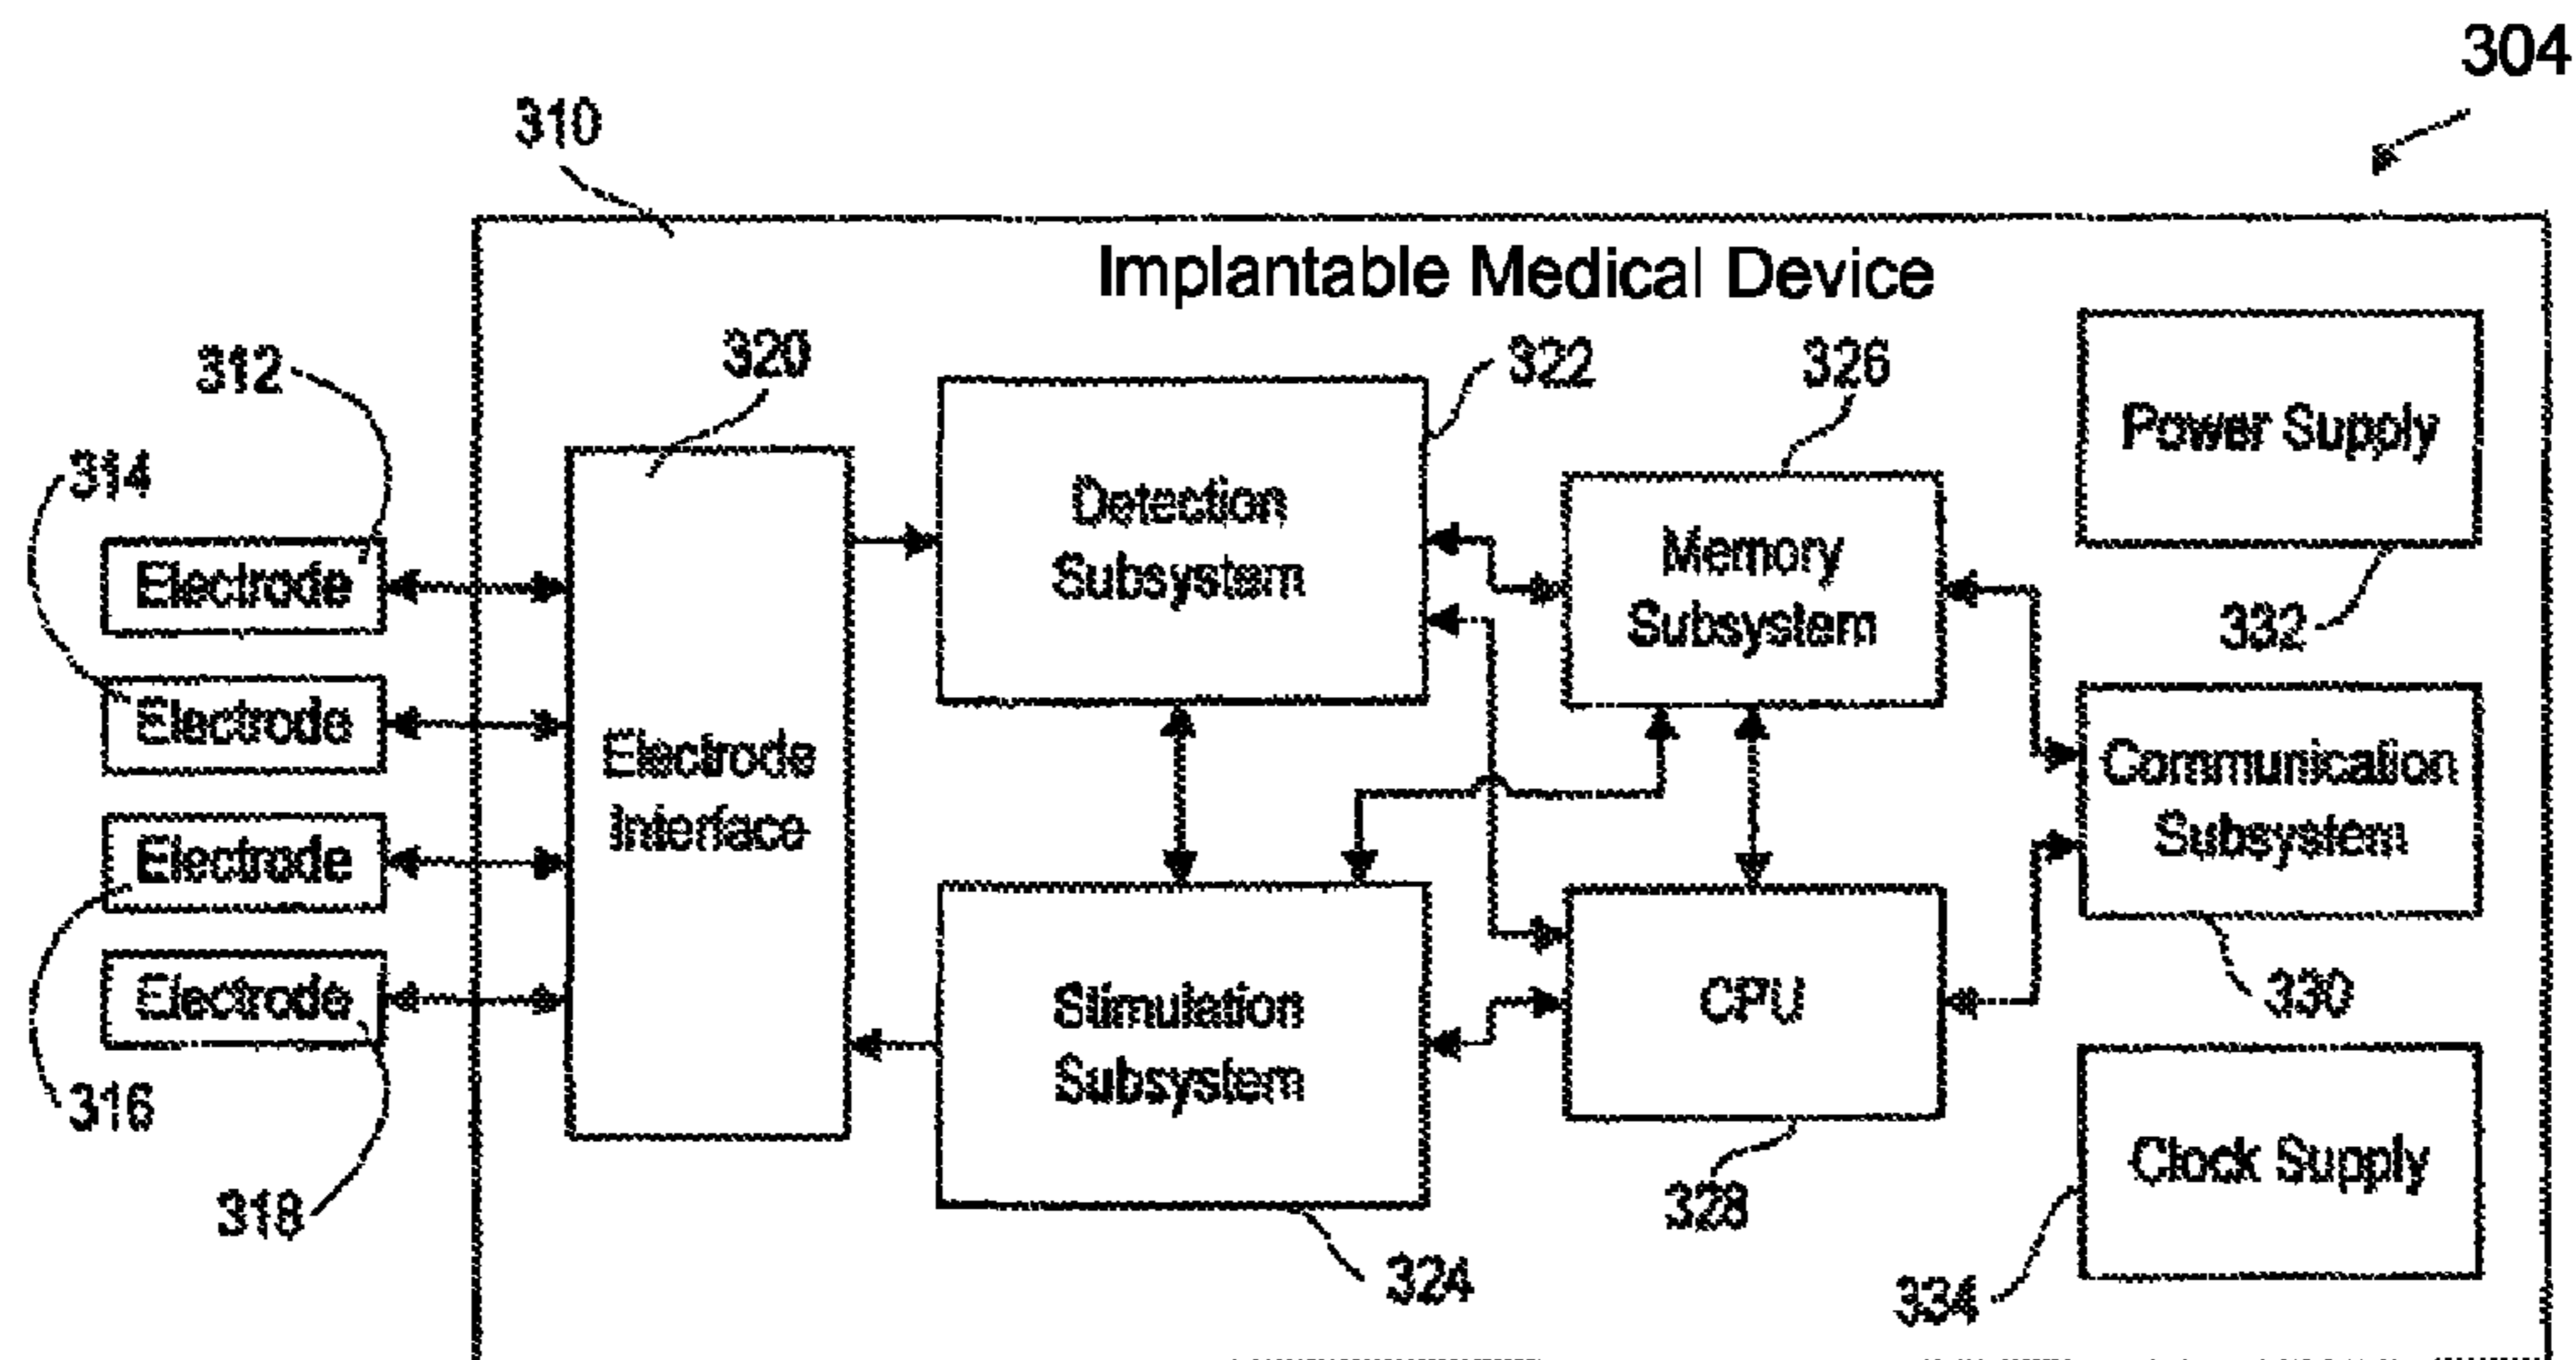 304
310
Implantable Medical Device
312
320
322
326
Power Supply
314
Detection
Subsystem
Memory
Subsystem
332
Electrode
Electrode
Electrode
Electrode
Electrode
Interface
Communication
Subsystem
330
316
318
Stimulation
Subsystem
CPU
328
324
Clock Supply
334